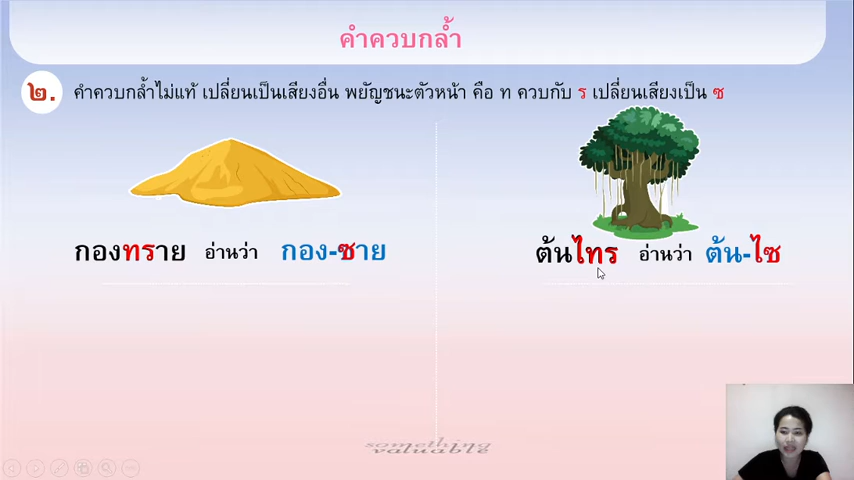 คำควบกล้ำ
๒. คำควบกล้ำไม่แท้ เปลี่ยนเป็นเสียงอื่น พยัญชนะตัวหน้า คือ ท ควบกับ ร เปลี่ยนเสียงเป็น ซ
กองทราย อ่านว่า กอง-ซาย
ต้นไทร อ่านว่า ต้น-ไซ
something
valuable